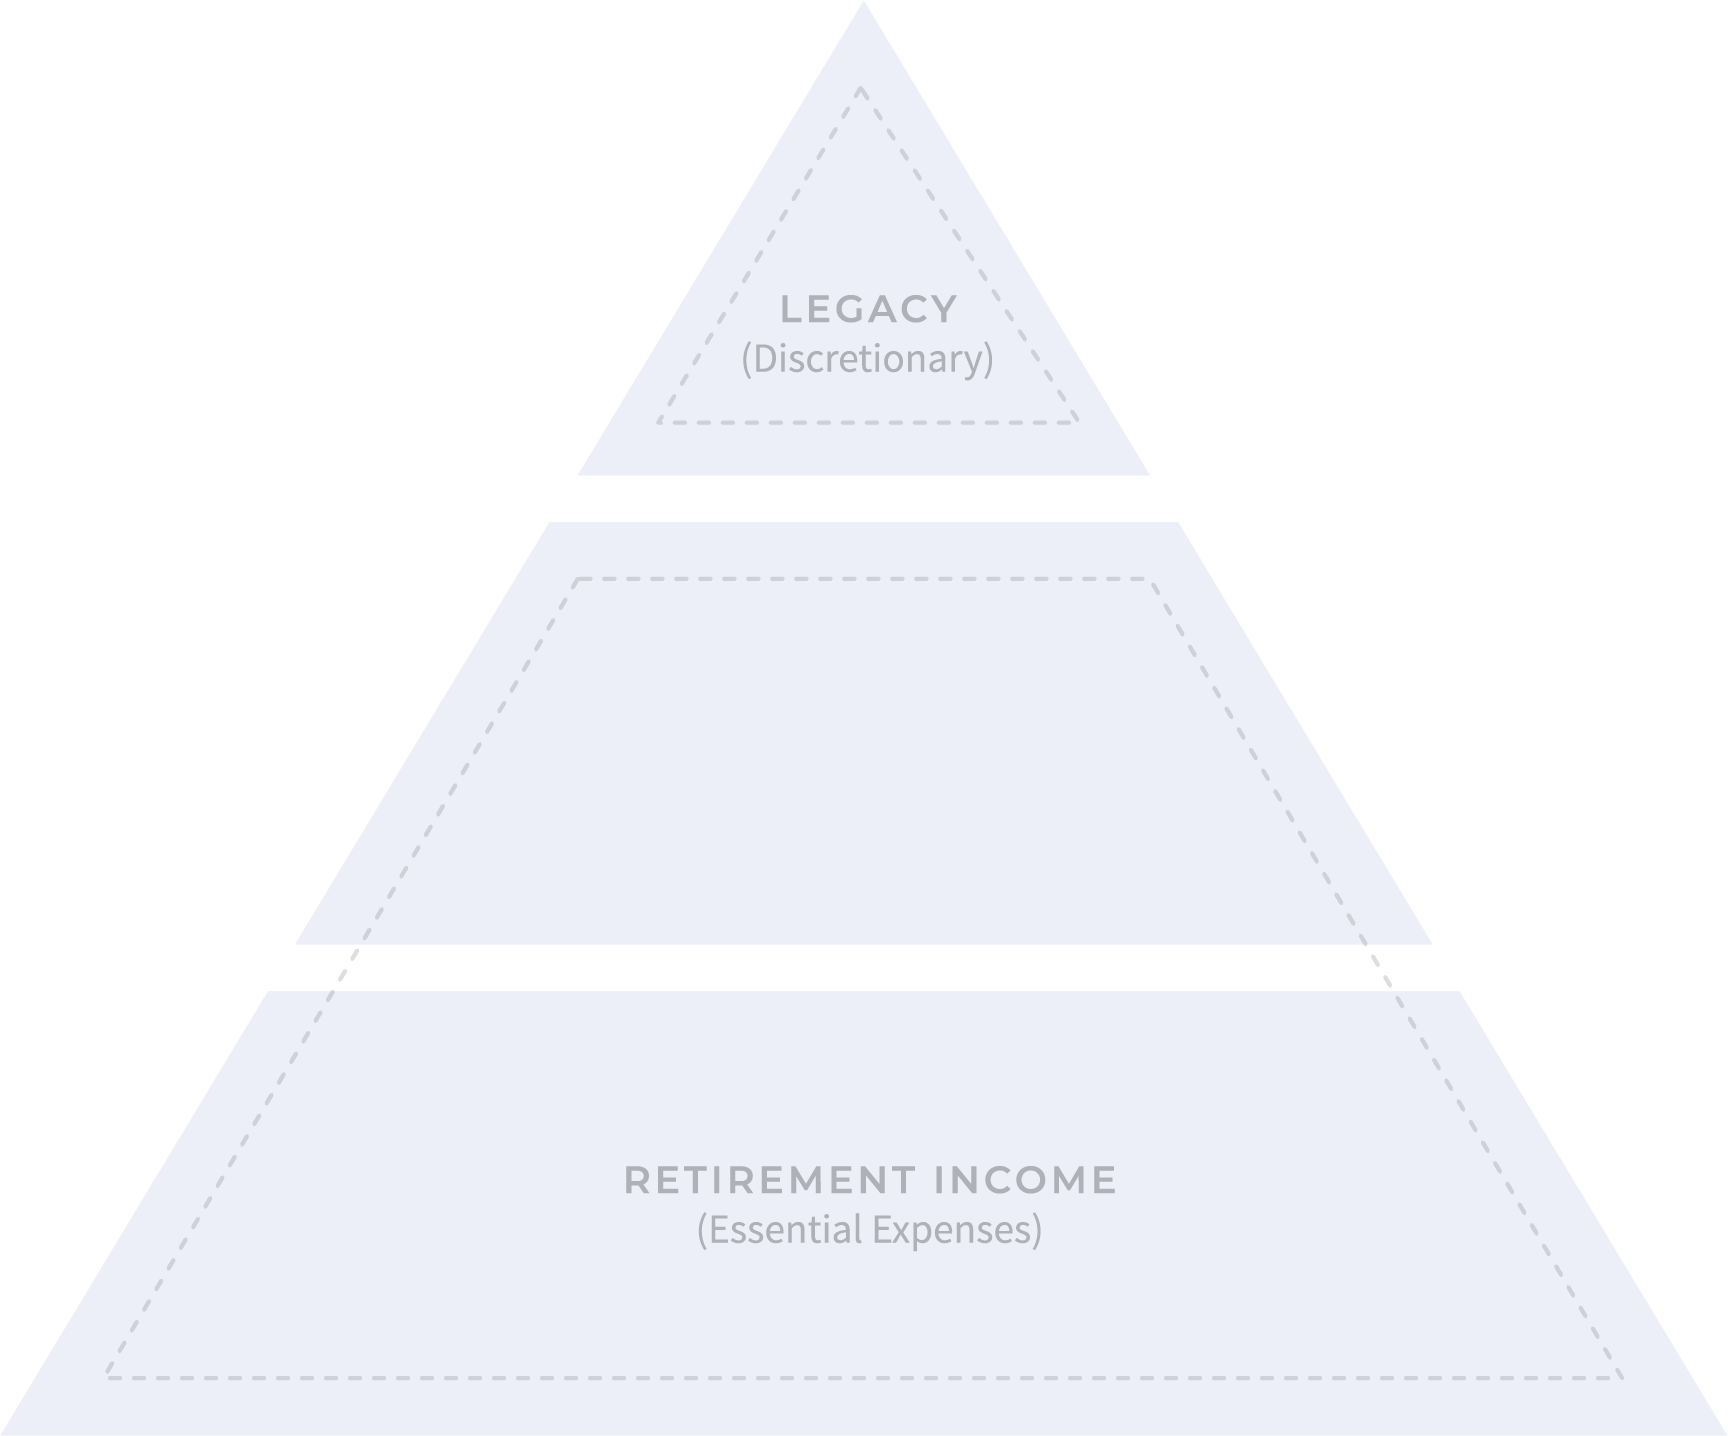 LEGACY
(Discretionary)
RETIREMENT INCOME
(Essential Expenses)